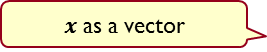 x as a vector